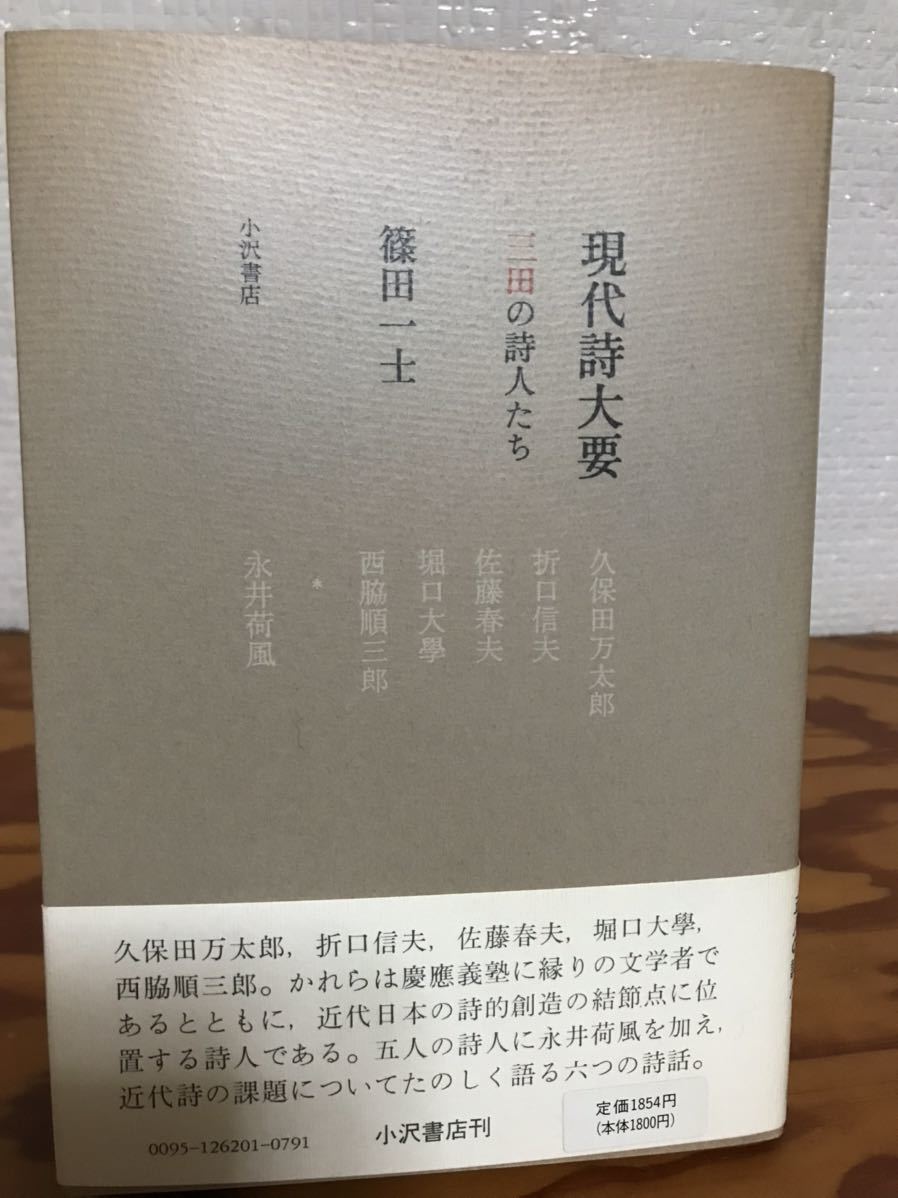 現代詩大要
三田の詩人たち
篠田一士
小沢書店
久保田万太郎
折口信夫
佐藤春夫
堀口大學
西脇順三郎
*
永井荷風
久保田万太郎，折口信夫，佐藤春夫，堀口大學，
西脇順三郎。かれらは慶應義塾に縁りの文学者で
あるとともに，近代日本の詩的創造の結節点に位
置する詩人である。五人の詩人に永井荷風を加え，
近代詩の課題についてたのしく語る六つの詩話。
0095-126201-0791
小沢書店刊
定価1854円
(本体1800円)